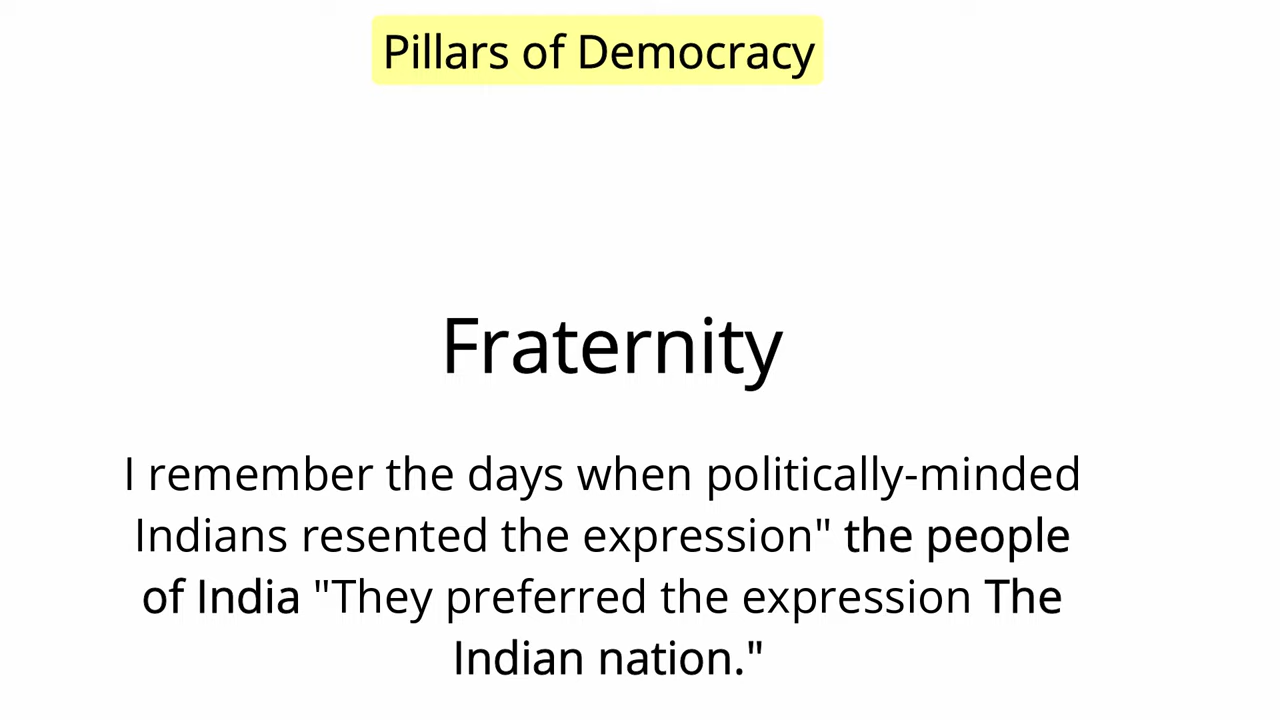 Pillars of Democracy
Fraternity
I remember the days when politically-minded
Indians resented the expression" the people
of India "They preferred the expression The
Indian nation."